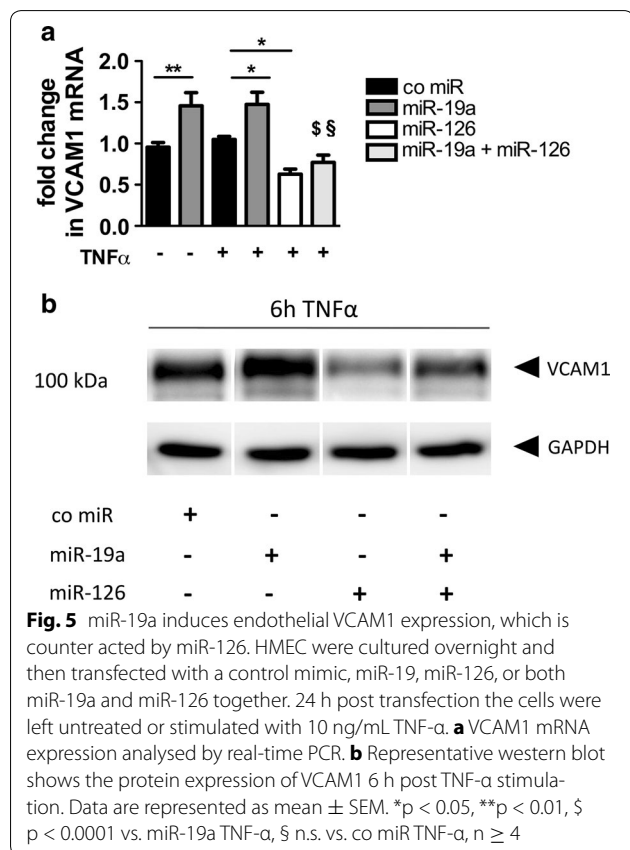 a
fold change
in VCAM1 mRNA
2.0
1.5
1.0
0.5
0.0
**
*
*
$ §
TNFα - - + + + +
co miR
miR-19a
miR-126
miR-19a + miR-126
b
6h TNFα
100 kDa
VCAM1
GAPDH
co miR + - - -
miR-19a - + - +
miR-126 - - + +
Fig. 5 miR-19a induces endothelial VCAM1 expression, which is
counter acted by miR-126. HMEC were cultured overnight and
then transfected with a control mimic, miR-19, miR-126, or both
miR-19a and miR-126 together. 24 h post transfection the cells were
left untreated or stimulated with 10 ng/mL TNF-α. a VCAM1 mRNA
expression analysed by real-time PCR. b Representative western blot
shows the protein expression of VCAM1 6 h post TNF-α stimula-
tion. Data are represented as mean ± SEM. *p < 0.05, **p < 0.01, $
p < 0.0001 vs. miR-19a TNF-α, § n.s. vs. co miR TNF-α, n ≥ 4